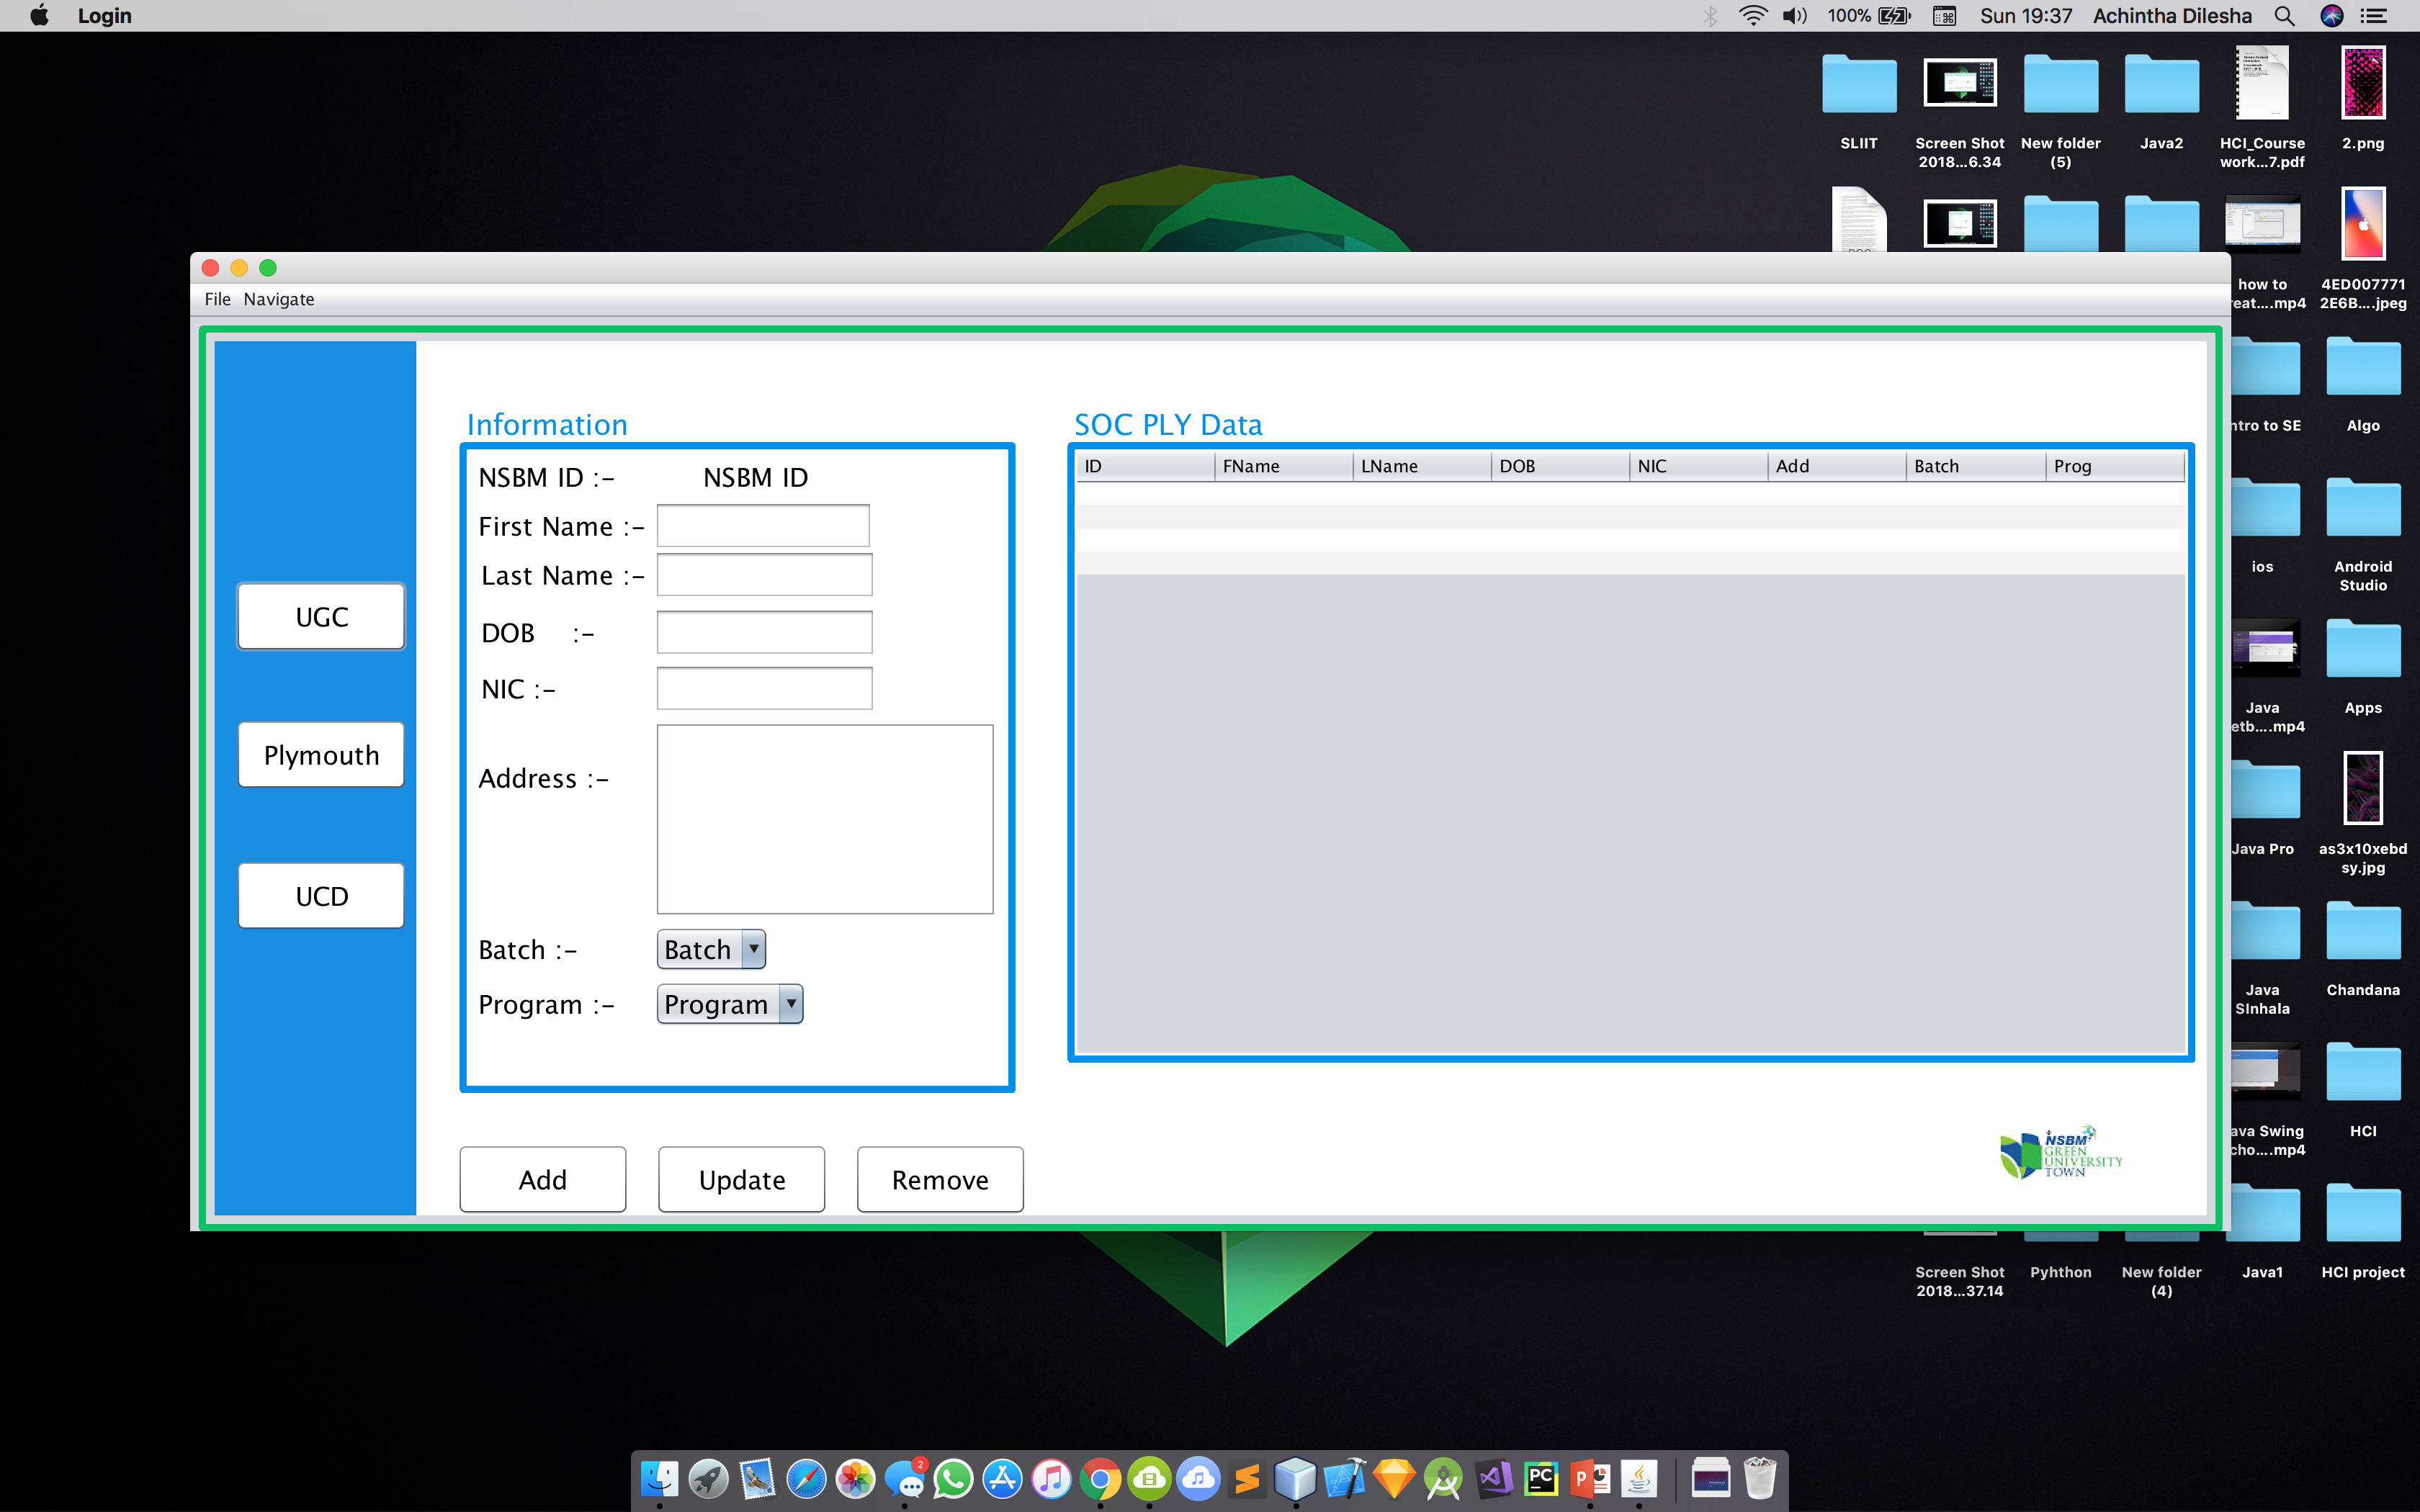 Login
100%
Sun 19:37
Achintha Dilesha
SLIIT
Screen Shot
2018...6.34
New folder
(5)
Java2
HCI_Course
work...7.pdf
2.png
how to
reat....mp4
4ED007771
2E6B....jpeg
File Navigate
Information
NSBM ID :- NSBM ID
First Name :-
Last Name :-
DOB :-
NIC :-
Address :-
Batch :- Batch
Program :- Program
UGC
Plymouth
UCD
Add
Update
Remove
SOC PLY Data
ID FName LName DOB NIC Add Batch Prog
NSBM
GREEN
UNIVERSITY
TOWN
ntro to SE
Algo
ios
Android
Studio
Java
etb....mp4
Apps
Java Pro
as3x10xebd
sy.jpg
Java
SInhala
Chandana
ava Swing
cho....mp4
HCI
Screen Shot
2018...37.14
Pyhthon
New folder
(4)
Java1
HCI project
2
PC
P